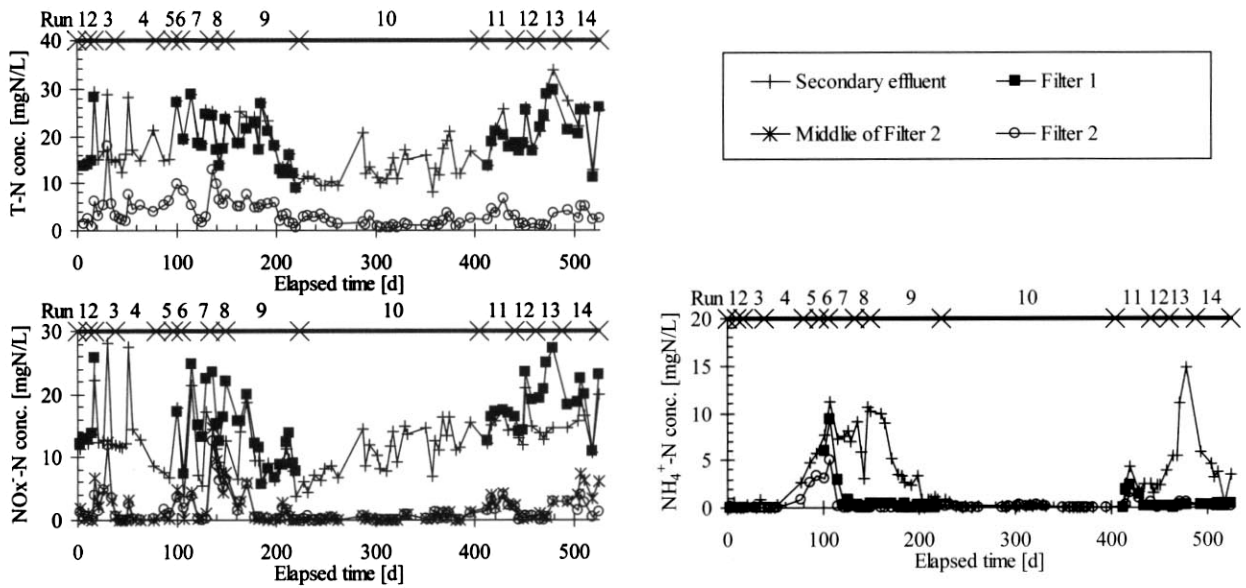 Run 12 3 4 56 7 8 9 10 11 12 13 14
40
30
20
10
0
T-N conc. [mgN/L]
0 100 200 300 400 500
Elapsed time [d]
Secondary effluent
Filter 1
Middlie of Filter 2
Filter 2
Run 12 3 4 5 6 7 8 9 10 11 12 13 14
30
20
10
0
NOx⁻-N conc. [mgN/L]
0 100 200 300 400 500
Elapsed time [d]
Run 12 3 4 5 6 7 8 9 10 11 12 13 14
20
15
10
5
0
NH₄⁺-N conc. [mgN/L]
0 100 200 300 400 500
Elapsed time [d]